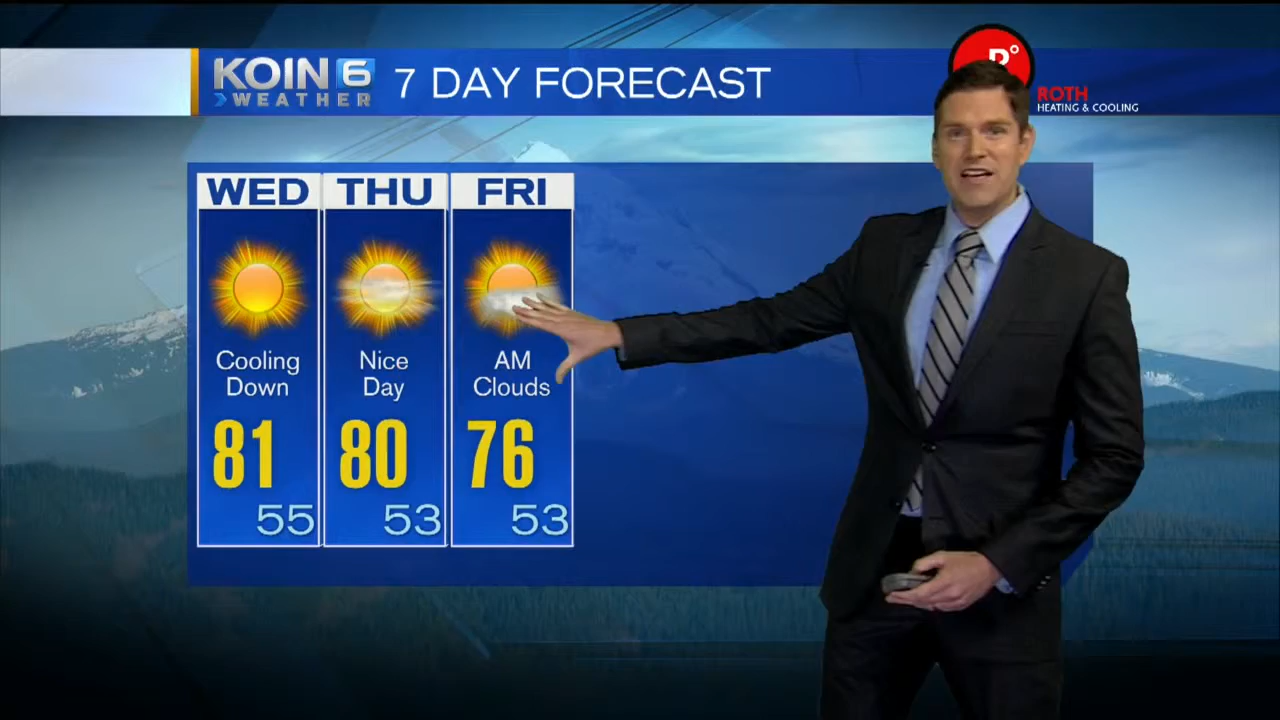 KOIN 6
WEATHER
7 DAY FORECAST
R°
ROTH
HEATING & COOLING
WED
THU
FRI
Cooling
Down
Nice
Day
AM
Clouds
81
80
76
55
53
53